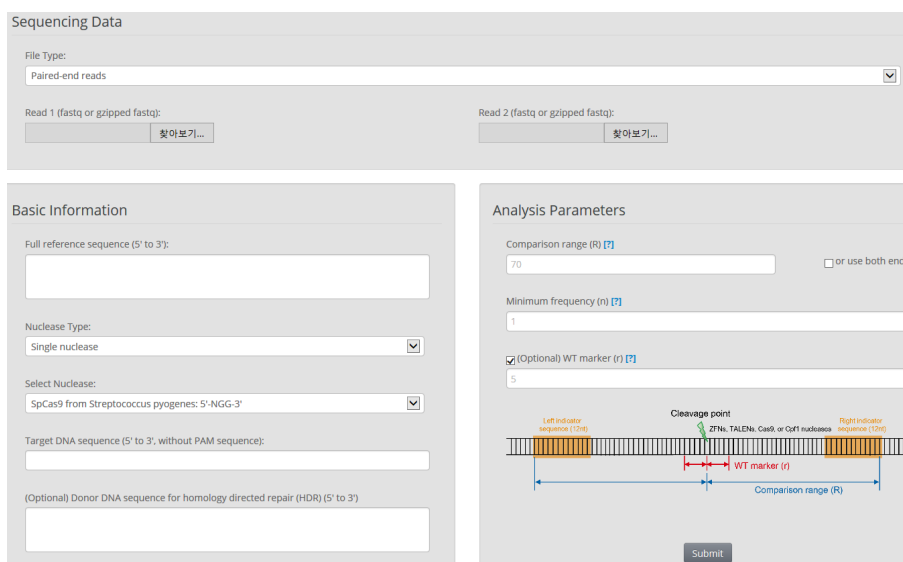 Sequencing Data
File Type:
Paired-end reads
Read 1 (fastq or gzipped fastq):
Read 2 (fastq or gzipped fastq):
찾아보기...
찾아보기...
Basic Information
Full reference sequence (5' to 3'):
Nuclease Type:
Single nuclease
Select Nuclease:
SpCas9 from Streptococcus pyogenes: 5'-NGG-3'
Target DNA sequence (5' to 3', without PAM sequence):
(Optional) Donor DNA sequence for homology directed repair (HDR) (5' to 3')
Analysis Parameters
Comparison range (R) [?]
70
or use both end
Minimum frequency (n) [?]
1
(Optional) WT marker (r) [?]
5
Cleavage point
Left indicator
sequence (12nt)
ZFNs, TALENs, Cas9, or Cpf1 nucleases
Right indicator
sequence (12nt)
WT marker (r)
Comparison range (R)
Submit